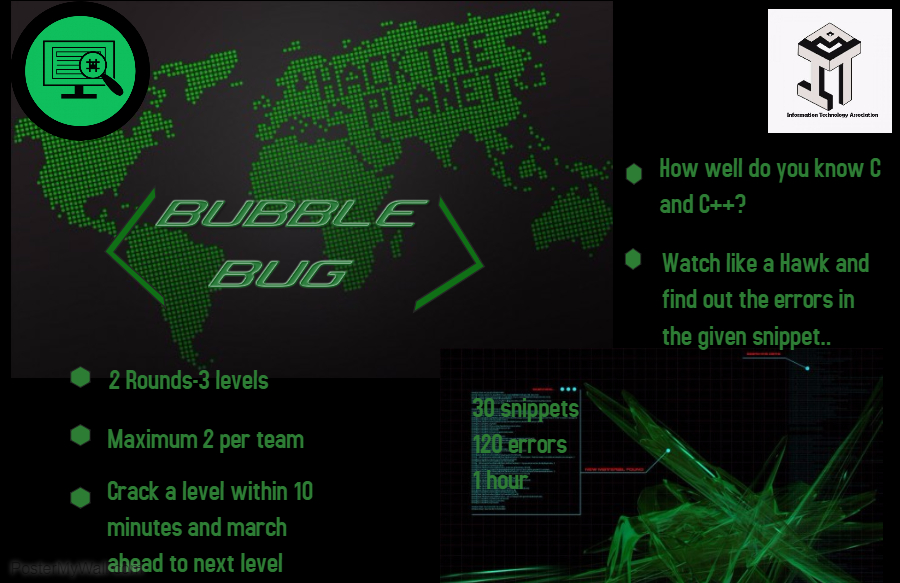 HACK THE
PLANET
Information Technology Association
BUBBLE
BUG
How well do you know C
and C++?
Watch like a Hawk and
find out the errors in
the given snippet..
2 Rounds-3 levels
Maximum 2 per team
Crack a level within 10
minutes and march
ahead to next level
30 snippets
120 errors
1 hour
PosterMyWall.com